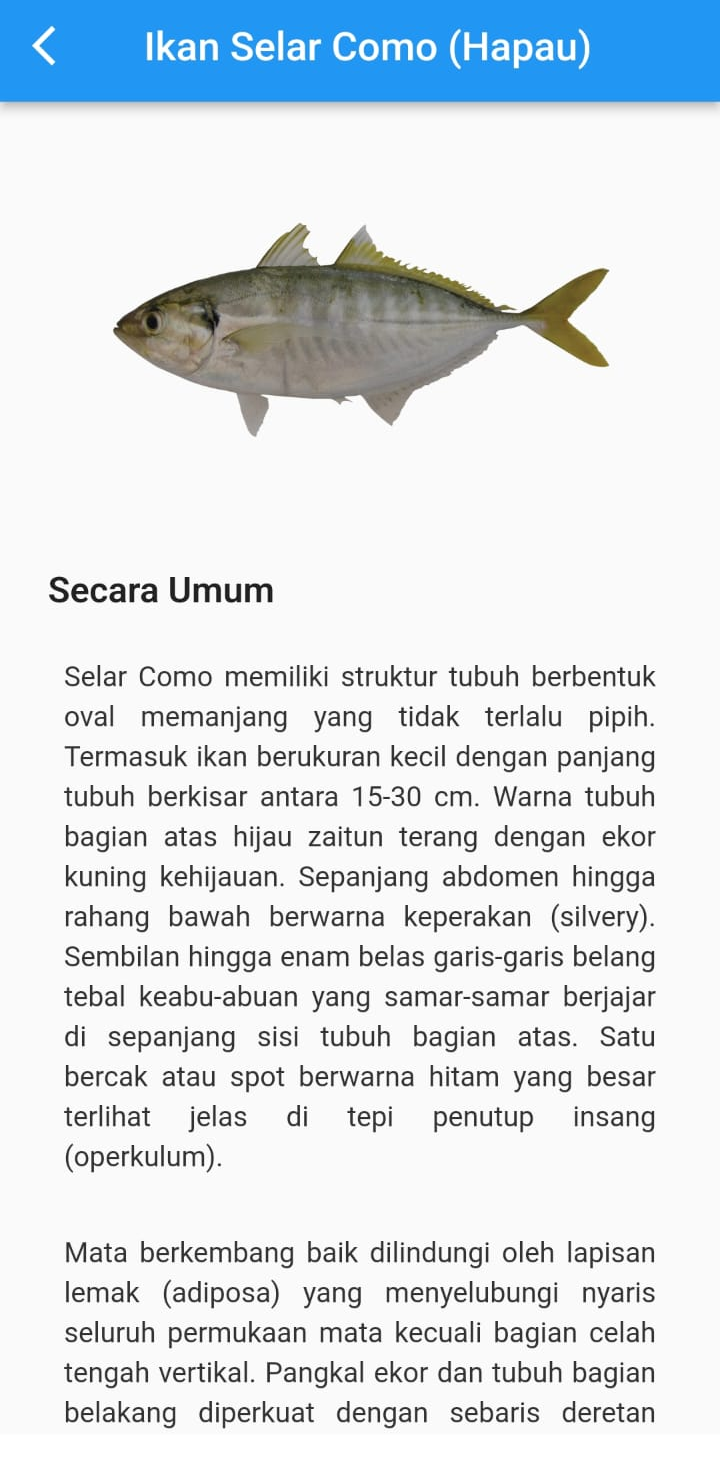 Ikan Selar Como (Hapau)
Secara Umum
Selar Como memiliki struktur tubuh berbentuk
oval memanjang yang tidak terlalu pipih.
Termasuk ikan berukuran kecil dengan panjang
tubuh berkisar antara 15-30 cm. Warna tubuh
bagian atas hijau zaitun terang dengan ekor
kuning kehijauan. Sepanjang abdomen hingga
rahang bawah berwarna keperakan (silvery).
Sembilan hingga enam belas garis-garis belang
tebal keabu-abuan yang samar-samar berjajar
di sepanjang sisi tubuh bagian atas. Satu
bercak atau spot berwarna hitam yang besar
terlihat jelas di tepi penutup insang
(operkulum).
Mata berkembang baik dilindungi oleh lapisan
lemak (adiposa) yang menyelubungi nyaris
seluruh permukaan mata kecuali bagian celah
tengah vertikal. Pangkal ekor dan tubuh bagian
belakang diperkuat dengan sebaris deretan